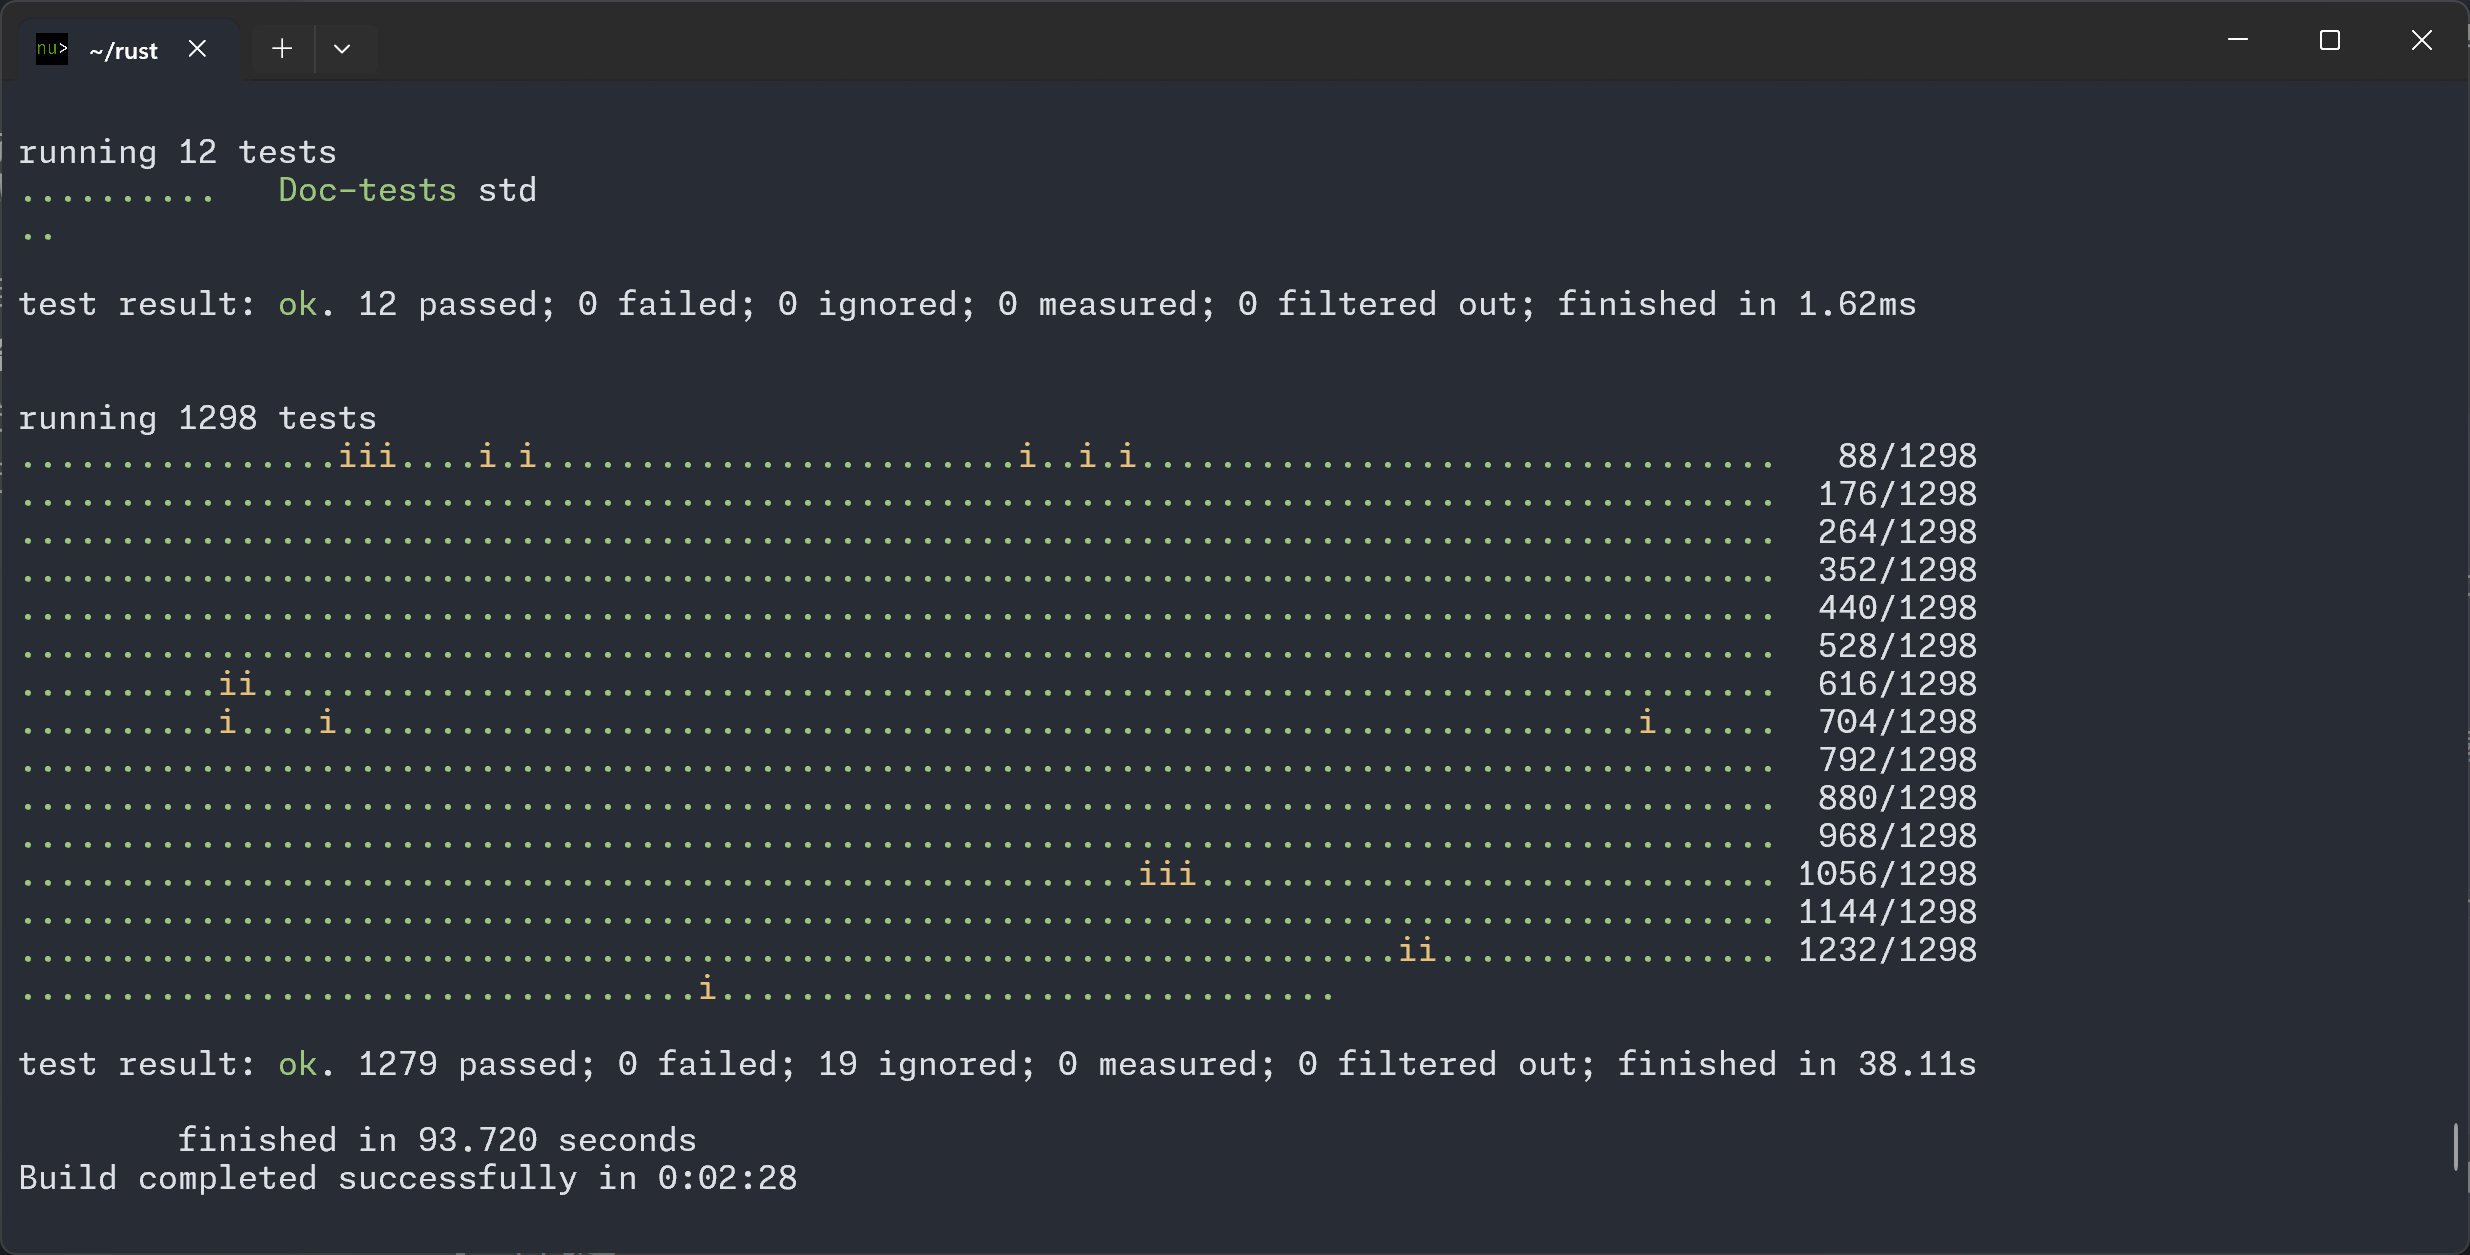 nu> ~/rust
running 12 tests
.......... Doc-tests std
..
test result: ok. 12 passed; 0 failed; 0 ignored; 0 measured; 0 filtered out; finished in 1.62ms
running 1298 tests
................iii....i.i........................i..i.i................................ 88/1298
........................................................................................ 176/1298
........................................................................................ 264/1298
........................................................................................ 352/1298
........................................................................................ 440/1298
........................................................................................ 528/1298
..........ii............................................................................ 616/1298
..........i....i.................................................................i...... 704/1298
........................................................................................ 792/1298
........................................................................................ 880/1298
........................................................................................ 968/1298
........................................................iii............................. 1056/1298
........................................................................................ 1144/1298
.....................................................................ii................. 1232/1298
..................................i...............................
test result: ok. 1279 passed; 0 failed; 19 ignored; 0 measured; 0 filtered out; finished in 38.11s
finished in 93.720 seconds
Build completed successfully in 0:02:28